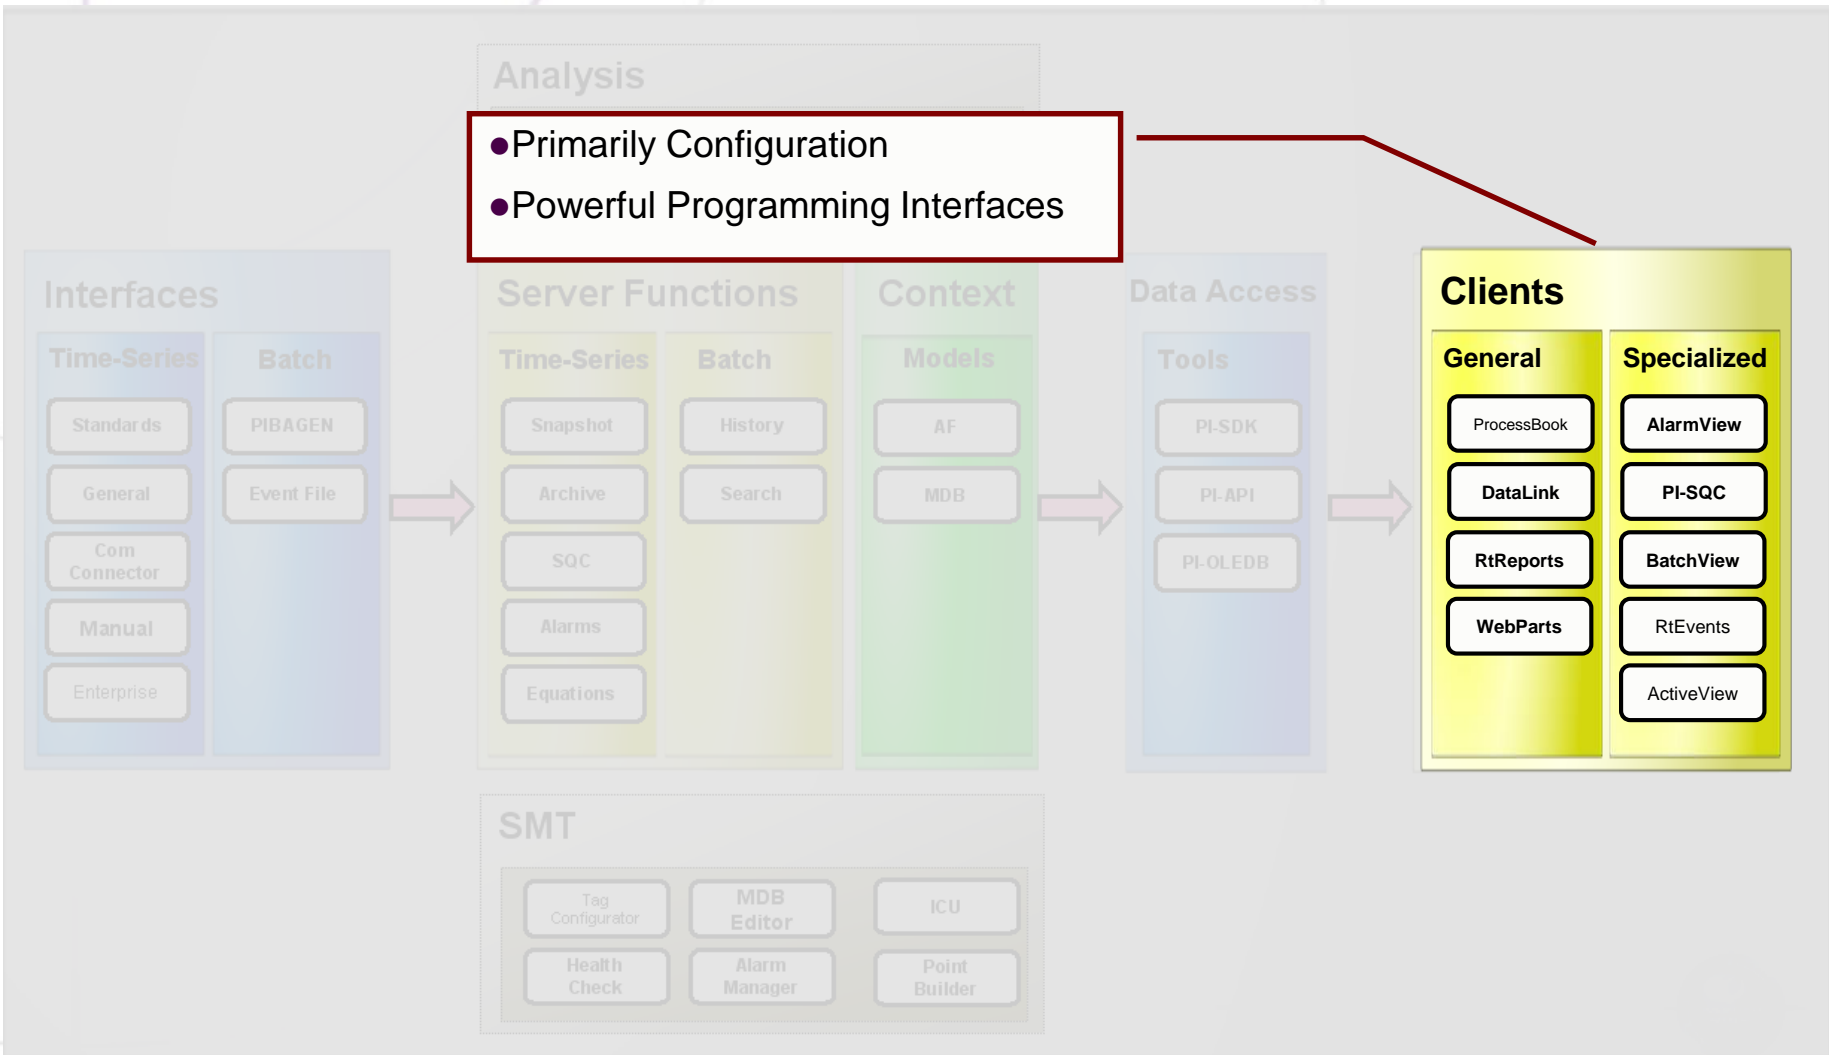 Analysis
●Primarily Configuration
●Powerful Programming Interfaces
Interfaces
Time-Series
Batch
Standards
PIBAGEN
General
Event File
Com
Connector
Manual
Enterprise
Server Functions
Time-Series
Batch
Snapshot
History
Archive
Search
SQC
Alarms
Equations
Context
Models
AF
MDB
Data Access
Tools
PI-SDK
PI-API
PI-OLEDB
Clients
General
Specialized
ProcessBook
AlarmView
DataLink
PI-SQC
RtReports
BatchView
WebParts
RtEvents
ActiveView
SMT
Tag
Configurator
MDB
Editor
ICU
Health
Check
Alarm
Manager
Point
Builder